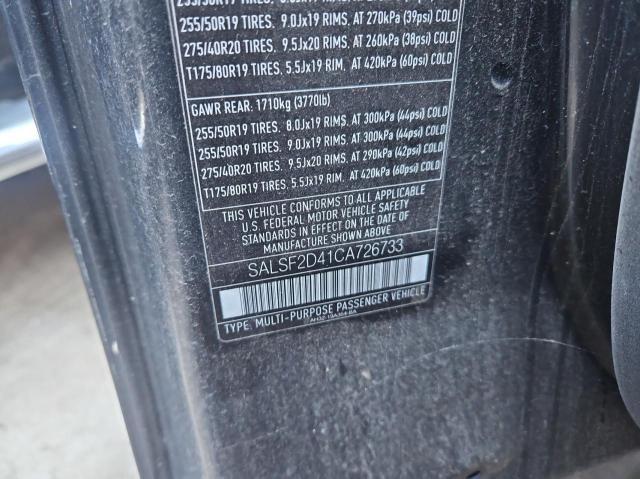 255/50R19 TIRES.
255/50R19 TIRES. 9.0Jx19 RIMS, AT 270kPa (39psi) COLD
275/40R20 TIRES. 9.5Jx20 RIMS, AT 260kPa (38psi) COLD
T175/80R19 TIRES. 5.5Jx19 RIM, AT 420kPa (60psi) COLD
GAWR REAR: 1710kg (3770lb)
255/50R19 TIRES. 8.0Jx19 RIMS, AT 300kPa (44psi) COLD
255/50R19 TIRES. 9.0Jx19 RIMS, AT 300kPa (44psi) COLD
275/40R20 TIRES. 9.5Jx20 RIMS, AT 290kPa (42psi) COLD
T175/80R19 TIRES. 5.5Jx19 RIM, AT 420kPa (60psi) COLD
THIS VEHICLE CONFORMS TO ALL APPLICABLE
U.S. FEDERAL MOTOR VEHICLE SAFETY
STANDARDS IN EFFECT ON THE DATE OF
MANUFACTURE SHOWN ABOVE
SALSF2D41CA726733
TYPE. MULTI-PURPOSE PASSENGER VEHICLE